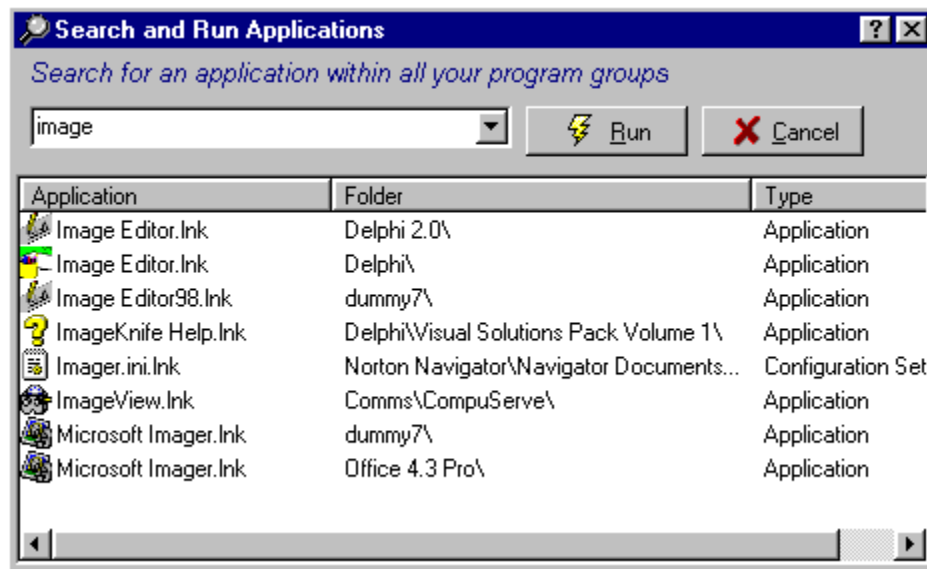 Search and Run Applications
Search for an application within all your program groups
image Run Cancel
Application Folder Type
Image Editor.lnk Delphi 2.0\ Application
Image Editor.lnk Delphi\ Application
Image Editor98.lnk dummy7\ Application
ImageKnife Help.lnk Delphi\Visual Solutions Pack Volume 1\ Application
Imager.ini.lnk Norton Navigator\Navigator Documents... Configuration Set
ImageView.lnk Comms\CompuServe\ Application
Microsoft Imager.lnk dummy7\ Application
Microsoft Imager.lnk Office 4.3 Pro\ Application